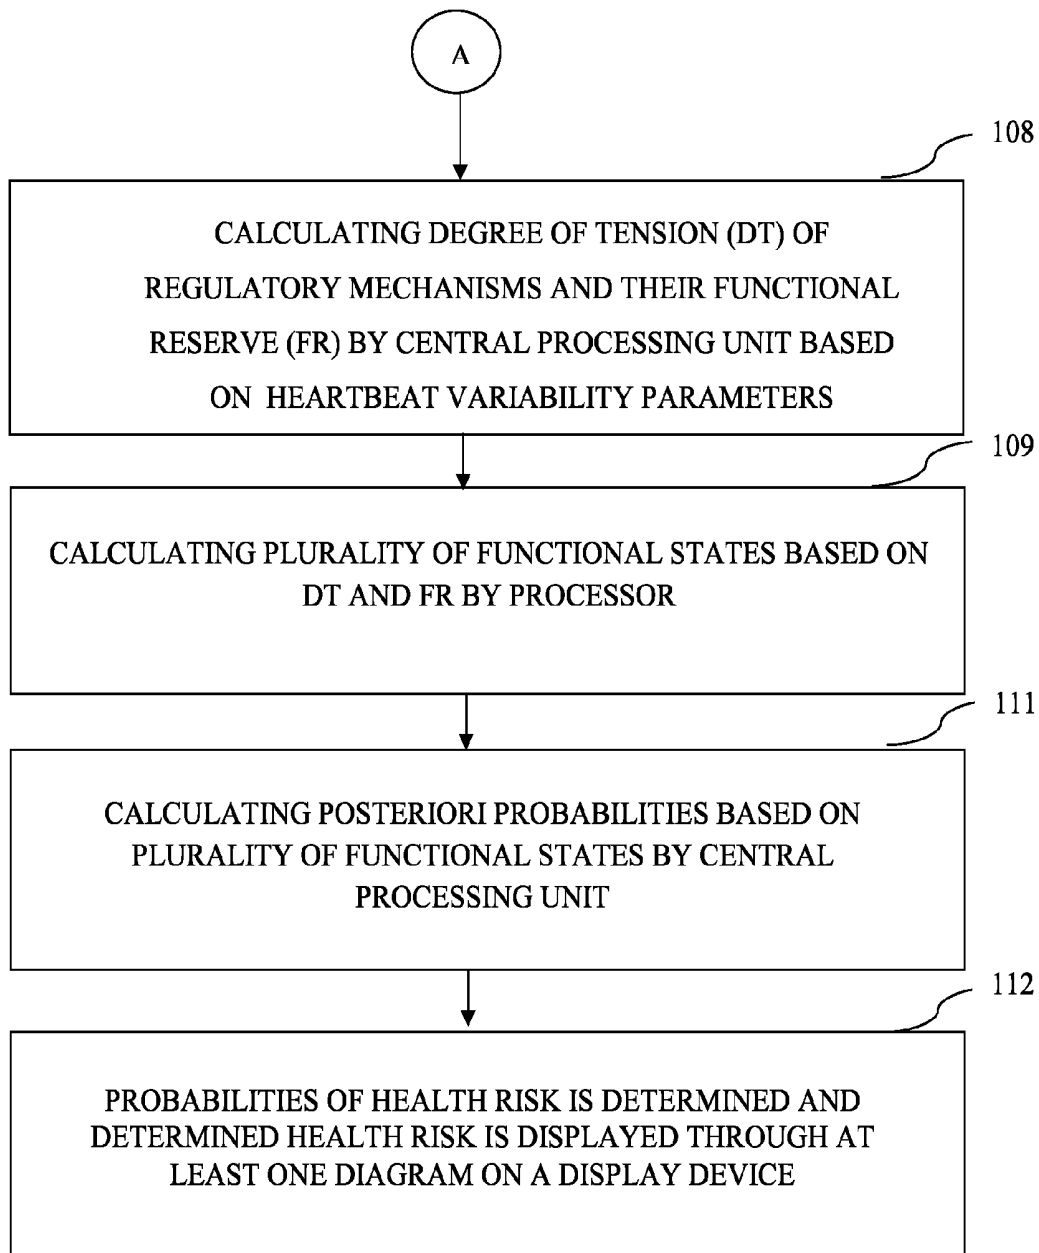 A
108
CALCULATING DEGREE OF TENSION (DT) OF
REGULATORY MECHANISMS AND THEIR FUNCTIONAL
RESERVE (FR) BY CENTRAL PROCESSING UNIT BASED
ON HEARTBEAT VARIABILITY PARAMETERS
109
CALCULATING PLURALITY OF FUNCTIONAL STATES BASED ON
DT AND FR BY PROCESSOR
111
CALCULATING POSTERIORI PROBABILITIES BASED ON
PLURALITY OF FUNCTIONAL STATES BY CENTRAL
PROCESSING UNIT
112
PROBABILITIES OF HEALTH RISK IS DETERMINED AND
DETERMINED HEALTH RISK IS DISPLAYED THROUGH AT
LEAST ONE DIAGRAM ON A DISPLAY DEVICE